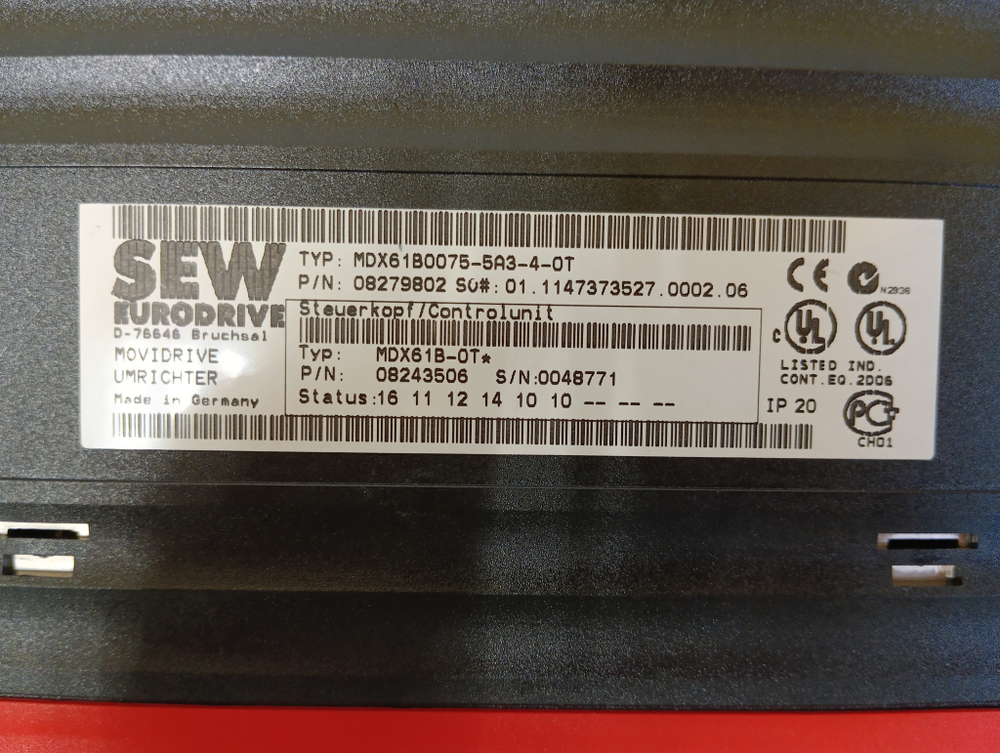 SEW
EURODRIVE
D-76646 Bruchsal
MOVIDRIVE
UMRICHTER
Made in Germany
TYP: MDX61B0075-5A3-4-0T
P/N: 08279802 SO#: 01.1147373527.0002.06
Steuerkopf/Controlunit
Typ: MDX61B-0T*
P/N: 08243506 S/N:0048771
Status:16 11 12 14 10 10 -- -- --
CE
N2936
c UL UL
LISTED IND.
CONT.EQ.2D06
IP 20
CH01